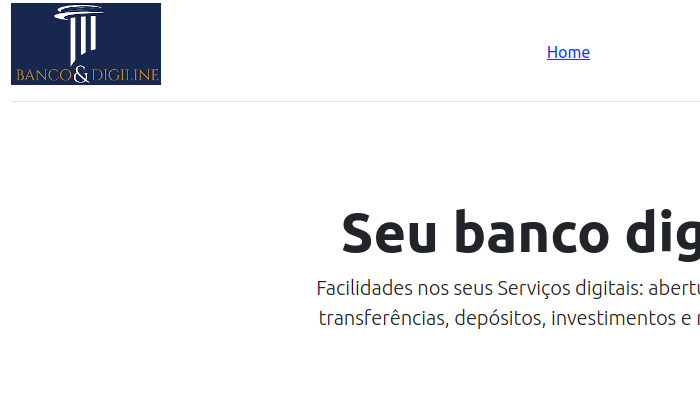 BANCO&DIGILINE
Home
Seu banco dig
Facilidades nos seus Serviços digitais: abertu
transferências, depósitos, investimentos e